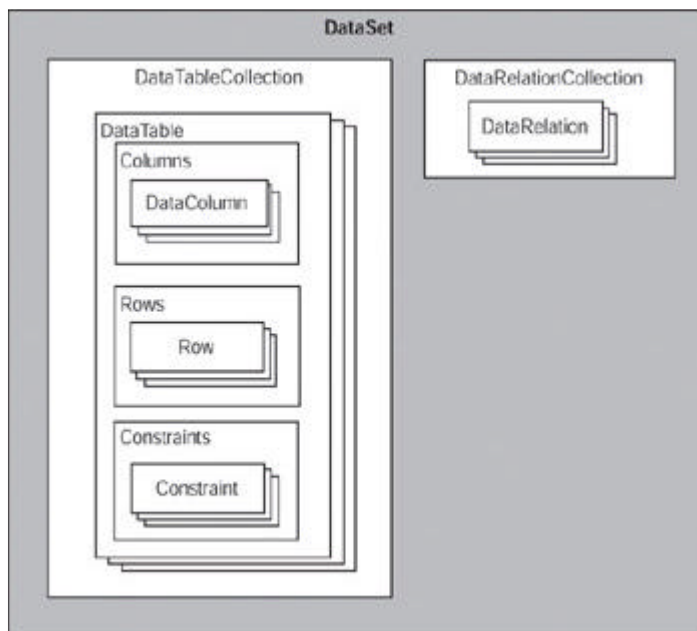 DataSet
DataTableCollection
DataTable
Columns
DataColumn
Rows
Row
Constraints
Constraint
DataRelationCollection
DataRelation